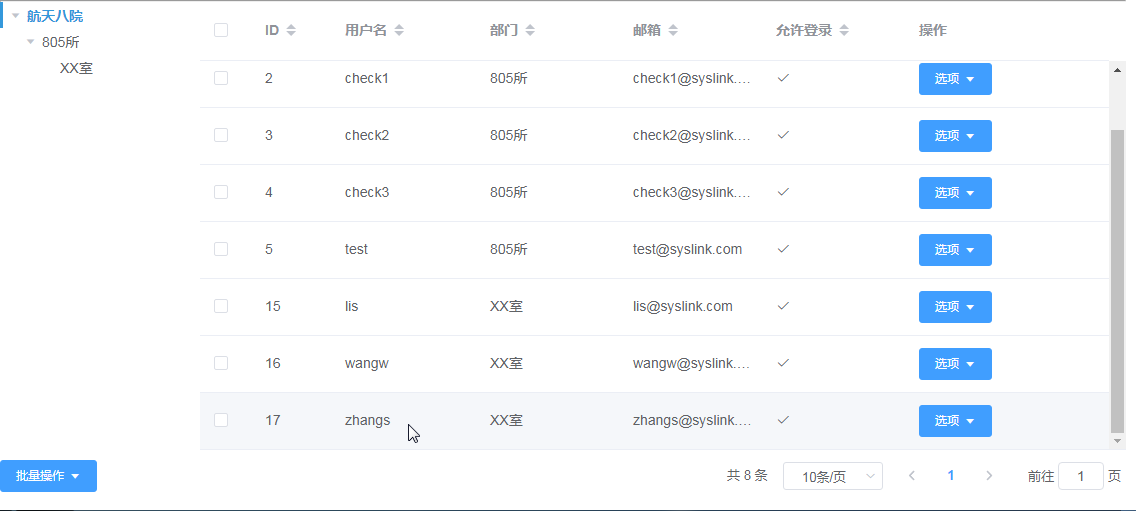 航天八院
805所
XX室
ID 用户名 部门 邮箱 允许登录 操作
2 check1 805所 check1@syslink.… 选项
3 check2 805所 check2@syslink.… 选项
4 check3 805所 check3@syslink.… 选项
5 test 805所 test@syslink.com 选项
15 lis XX室 lis@syslink.com 选项
16 wangw XX室 wangw@syslink.… 选项
17 zhangs XX室 zhangs@syslink.… 选项
批量操作 共 8 条 10条/页 1 前往 1 页